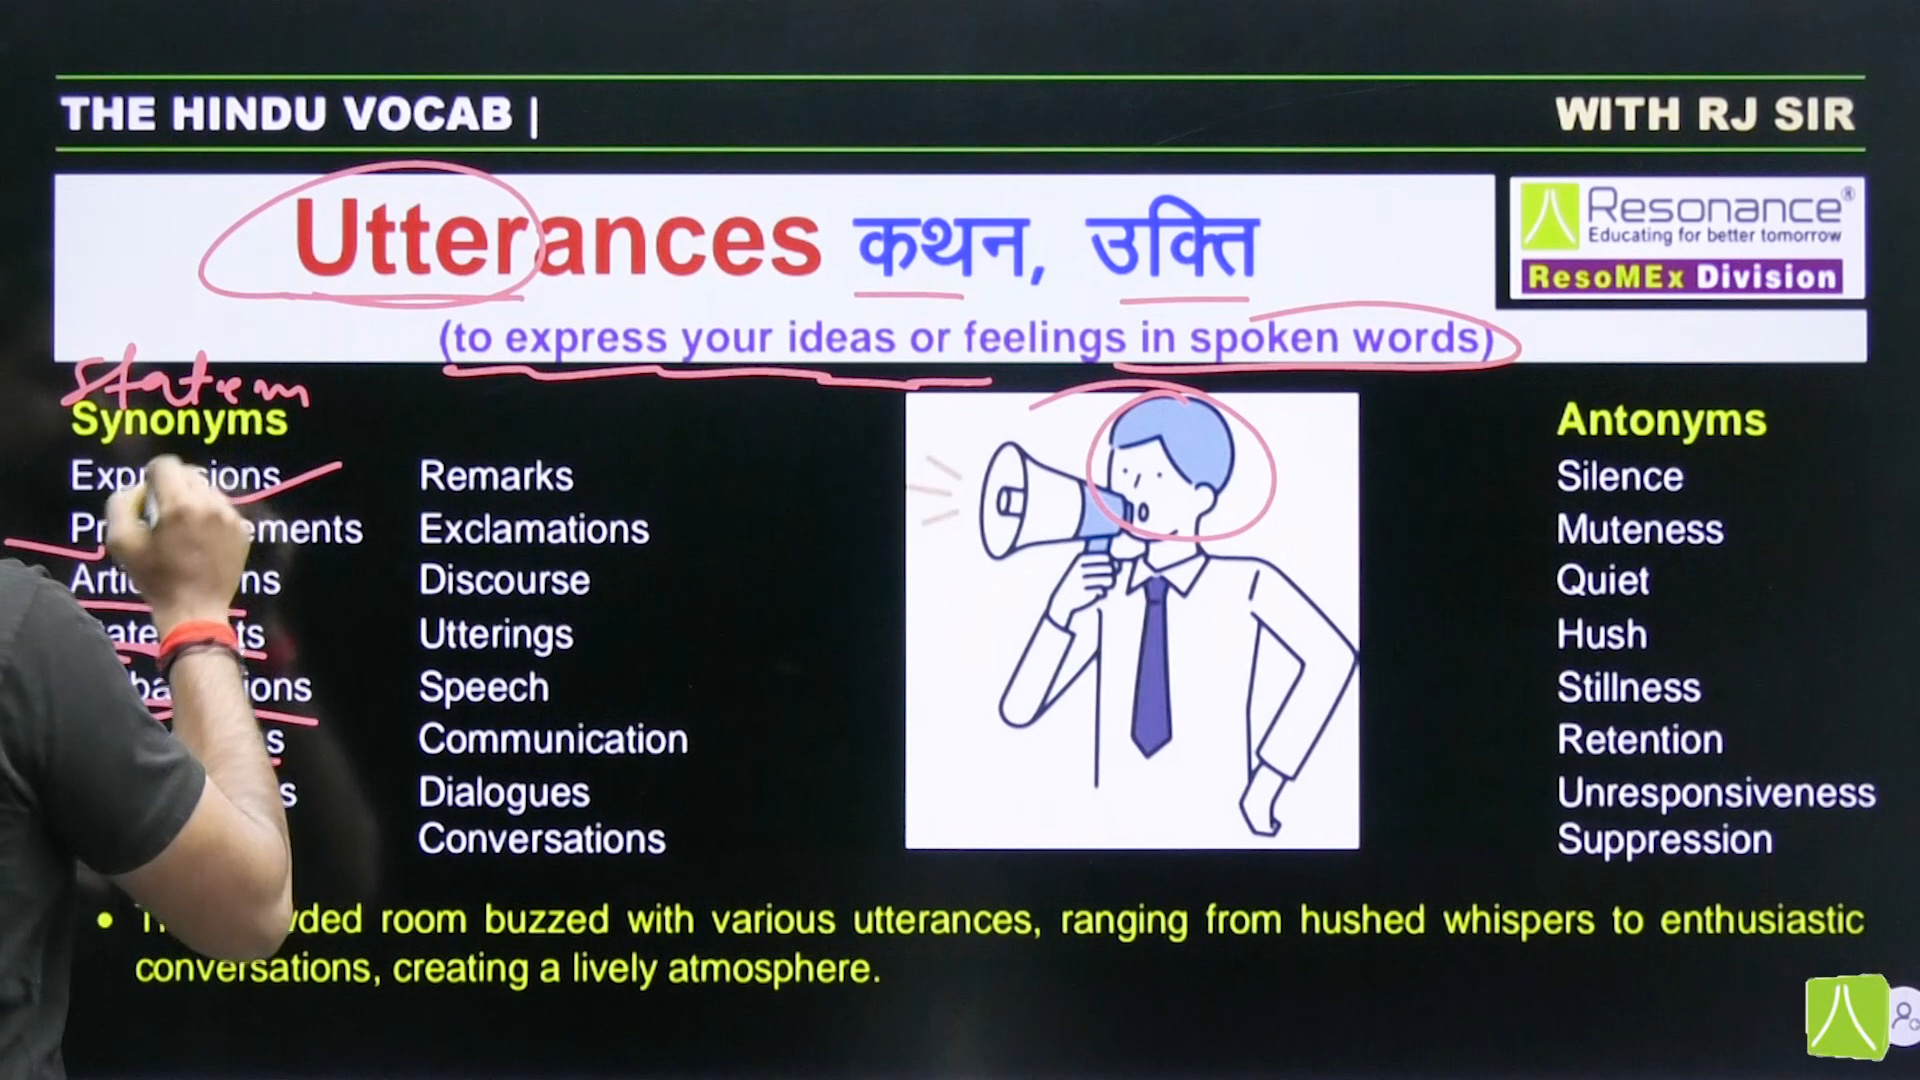 THE HINDU VOCAB | WITH RJ SIR
Utterances कथन, उक्ति
(to express your ideas or feelings in spoken words)
Resonance®
Educating for better tomorrow
ResoMEx Division
Statem
Synonyms
Remarks
Exclamations
Discourse
Utterings
Speech
Communication
Dialogues
Conversations
Antonyms
Silence
Muteness
Quiet
Hush
Stillness
Retention
Unresponsiveness
Suppression
room buzzed with various utterances, ranging from hushed whispers to enthusiastic
conversations, creating a lively atmosphere.